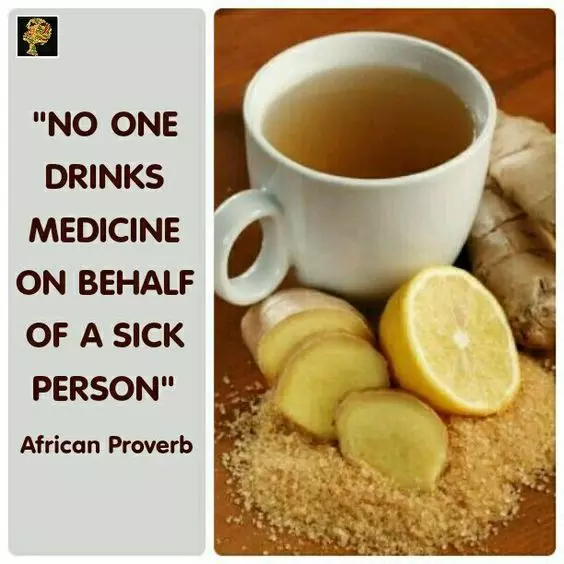 "NO ONE
DRINKS
MEDICINE
ON BEHALF
OF A SICK
PERSON"
African Proverb